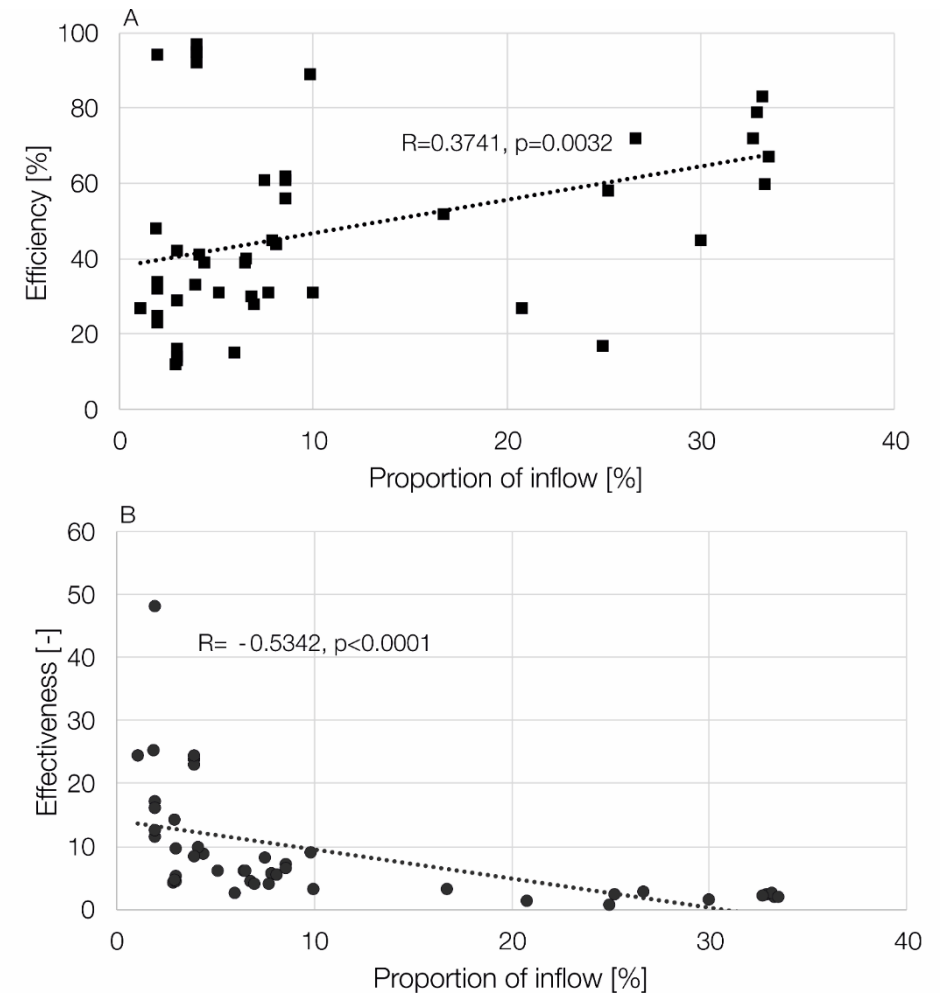 A
100
80
60
40
20
0
Efficiency [%]
R=0.3741, p=0.0032
0 10 20 30 40
Proportion of inflow [%]
B
60
50
40
30
20
10
0
Effectiveness [-]
R= -0.5342, p<0.0001
0 10 20 30 40
Proportion of inflow [%]